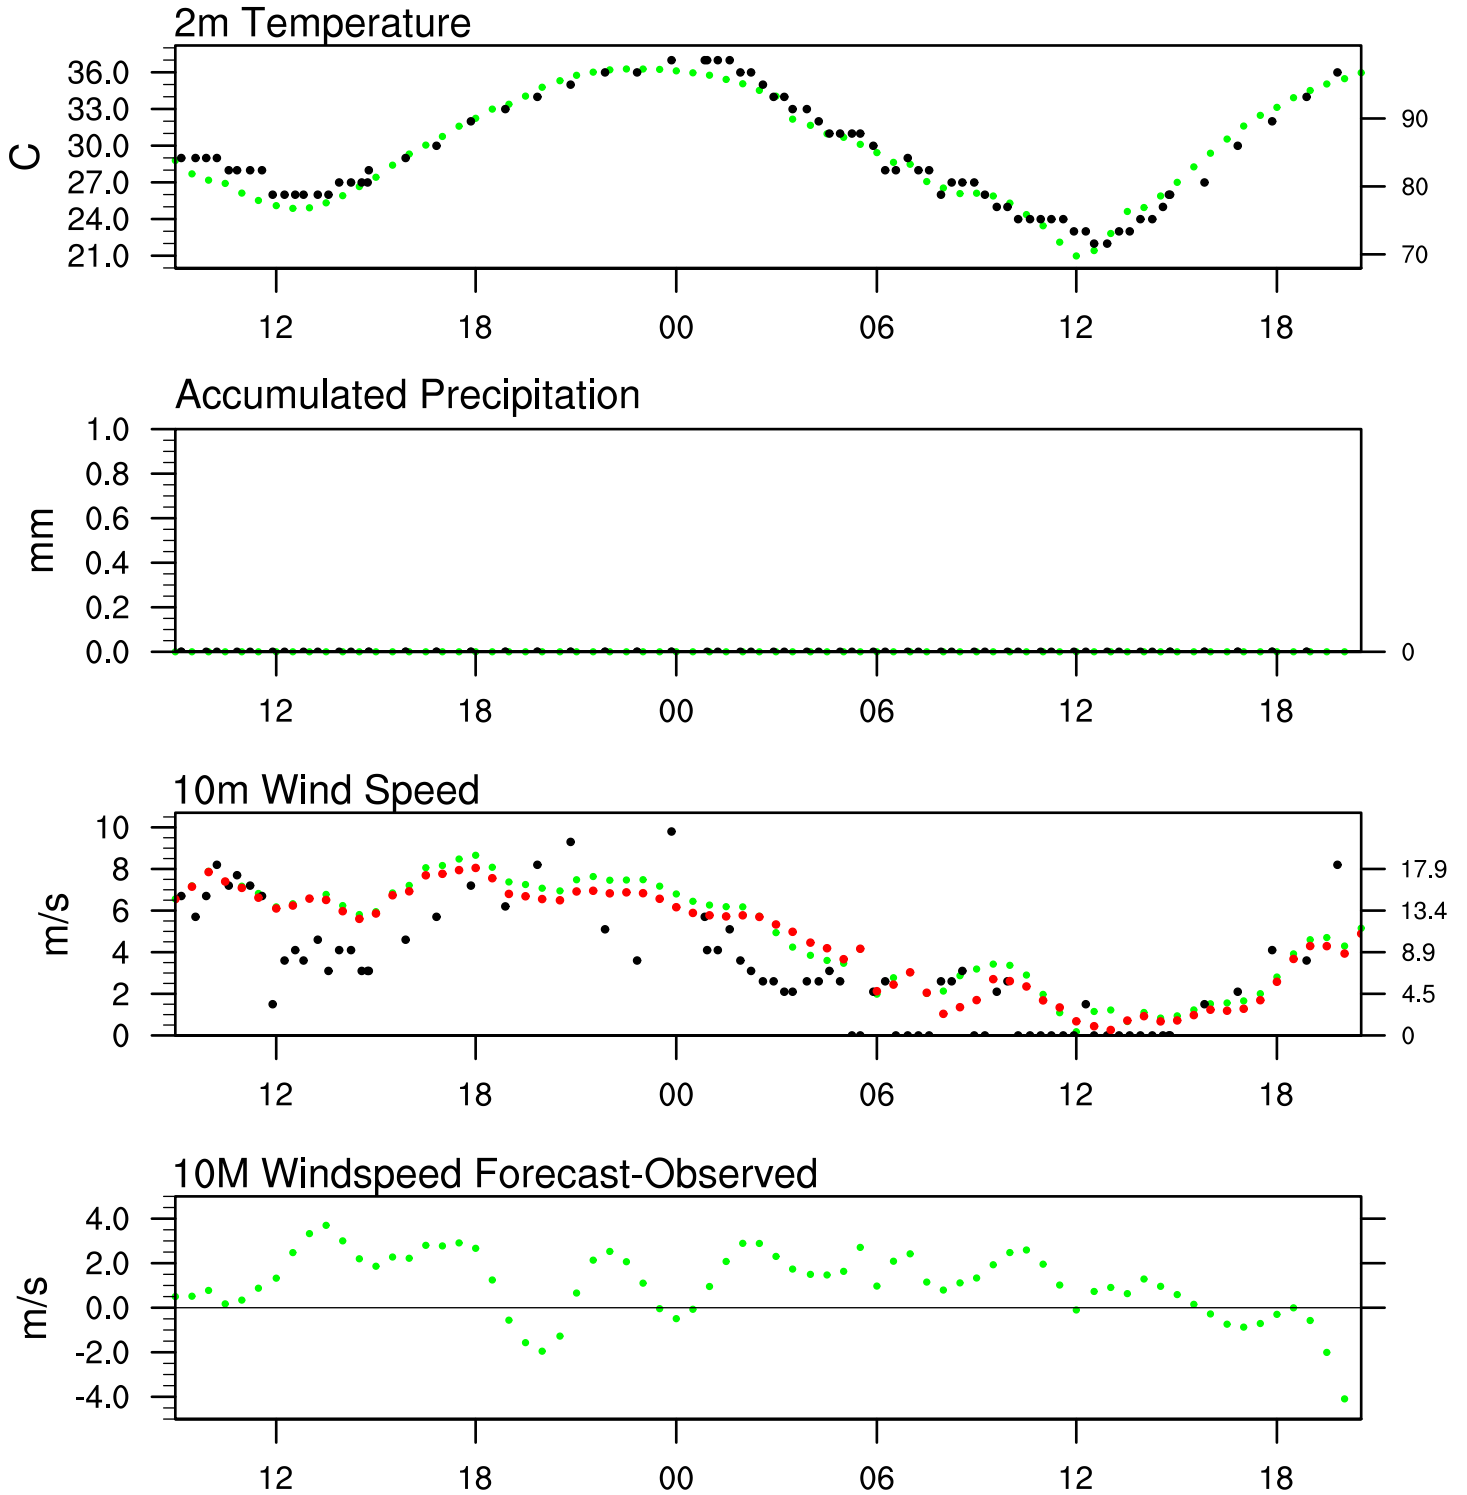 2m Temperature
36.0
33.0
30.0
27.0
24.0
21.0
C
90
80
70
12 18 00 06 12 18
Accumulated Precipitation
1.0
0.8
0.6
0.4
0.2
0.0
mm
0
12 18 00 06 12 18
10m Wind Speed
10
8
6
4
2
0
m/s
17.9
13.4
8.9
4.5
0
12 18 00 06 12 18
10M Windspeed Forecast-Observed
4.0
2.0
0.0
-2.0
-4.0
m/s
12 18 00 06 12 18